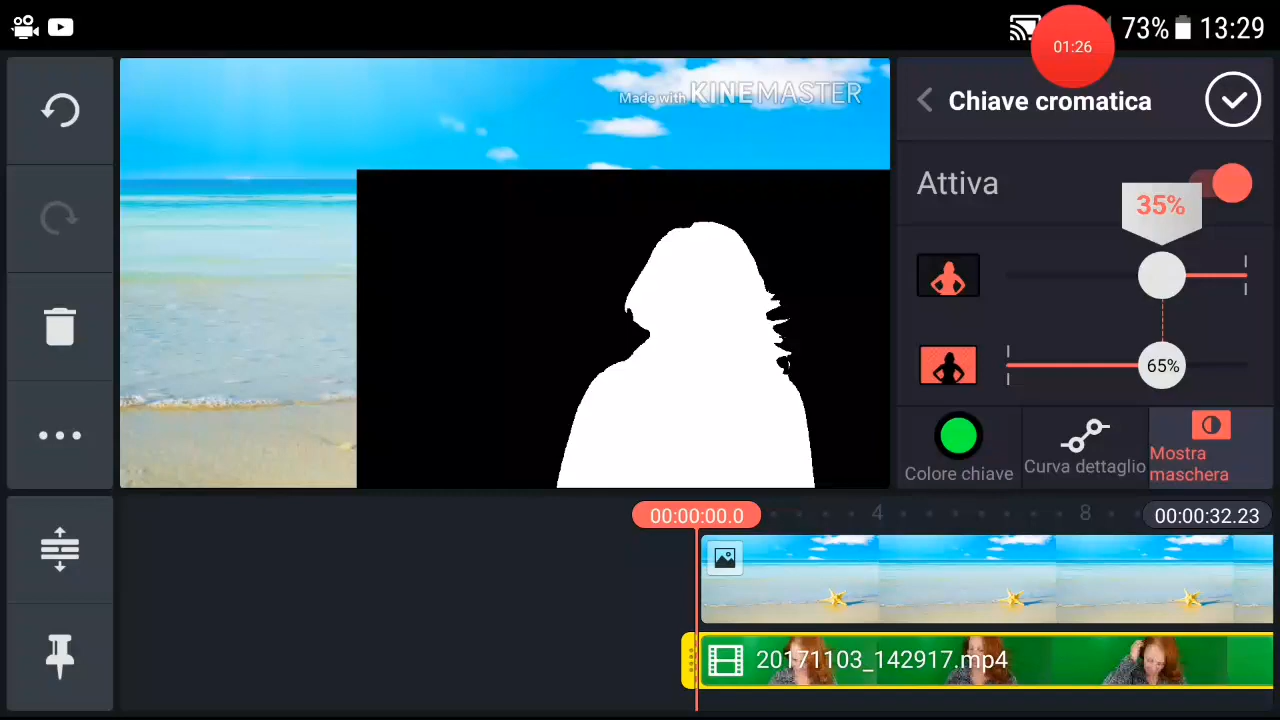 73% 13:29
01:26
Made with KINEMASTER
Chiave cromatica
Attiva
35%
65%
Colore chiave
Curva dettaglio
Mostra
maschera
00:00:00.0
4
8
00:00:32.23
20171103_142917.mp4